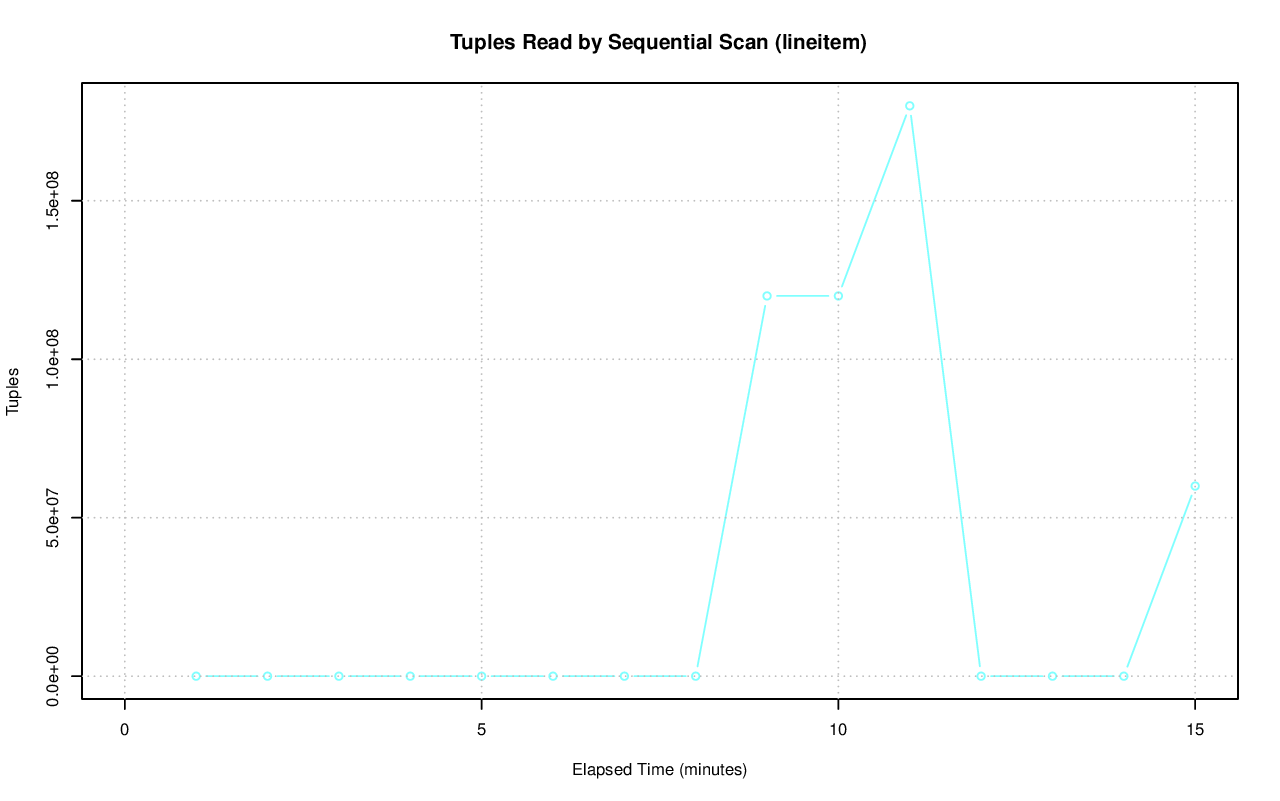 Tuples Read by Sequential Scan (lineitem)
1.5e+08
1.0e+08
5.0e+07
0.0e+00
Tuples
0 5 10 15
Elapsed Time (minutes)